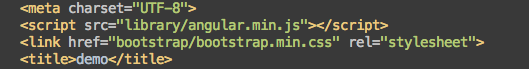 <meta charset="UTF-8">
<script src="library/angular.min.js"></script>
<link href="bootstrap/bootstrap.min.css" rel="stylesheet">
<title>demo</title>